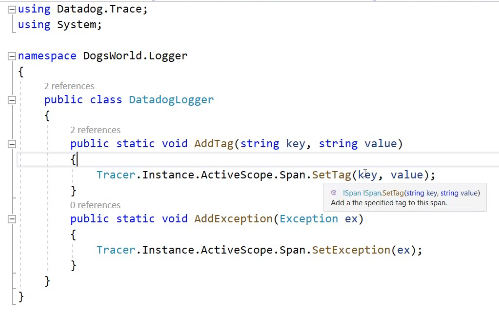 using Datadog.Trace;
using System;
namespace DogsWorld.Logger
{
2 references
public class DatadogLogger
{
2 references
public static void AddTag(string key, string value)
{
Tracer.Instance.ActiveScope.Span.SetTag(key, value);
}
ISpan ISpan.SetTag(string key, string value)
Add a the specified tag to this span.
0 references
public static void AddException(Exception ex)
{
Tracer.Instance.ActiveScope.Span.SetException(ex);
}
}
}